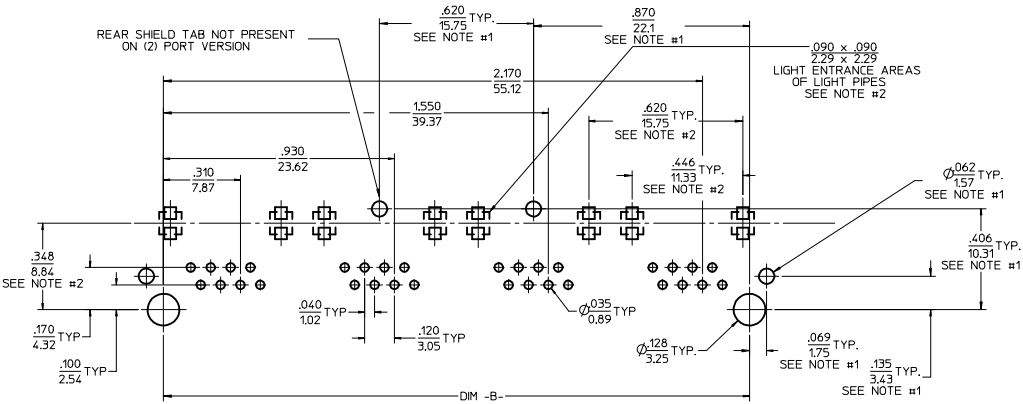 .620 TYP.
15.75
SEE NOTE #1
.870
22.1
SEE NOTE #1
REAR SHIELD TAB NOT PRESENT
ON (2) PORT VERSION
.090 x .090
2.29 x 2.29
LIGHT ENTRANCE AREAS
OF LIGHT PIPES
SEE NOTE #2
2.170
55.12
1.550
39.37
.620 TYP.
15.75
SEE NOTE #2
.930
23.62
.446 TYP.
11.33
SEE NOTE #2
.310
7.87
Ø.062 TYP.
1.57
SEE NOTE #1
.348
8.84
SEE NOTE #2
.406 TYP.
10.31
SEE NOTE #1
.040 TYP
1.02
Ø.035 TYP
0.89
.170 TYP
4.32
.120 TYP
3.05
Ø.128 TYP.
3.25
.069 TYP.
1.75
SEE NOTE #1
.100 TYP
2.54
.135 TYP.
3.43
SEE NOTE #1
DIM -B-